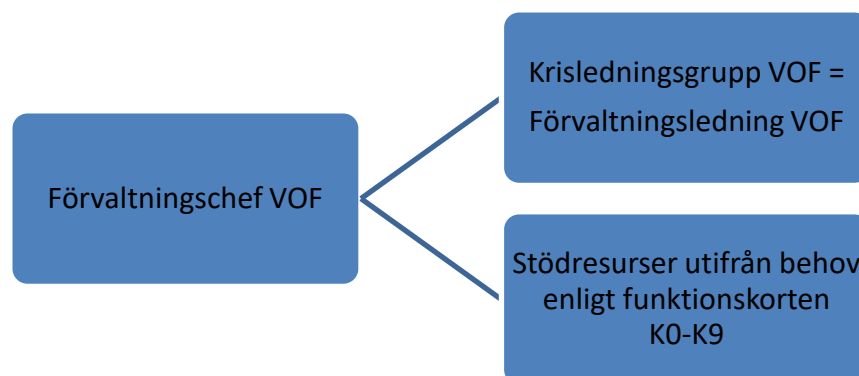 Förvaltningschef VOF
Krisledningsgrupp VOF =
Förvaltningsledning VOF
Stödresurser utifrån behov
enligt funktionskorten
K0-K9